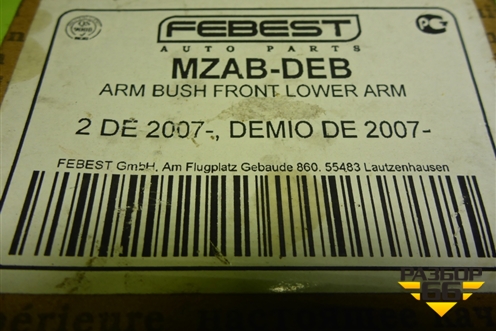 FEBEST
AUTO PARTS
MZAB-DEB
ARM BUSH FRONT LOWER ARM
2 DE 2007-, DEMIO DE 2007-
FEBEST GmbH, Am Flugplatz Gebaude 860. 55483 Lautzenhausen
РАЗБОР
66